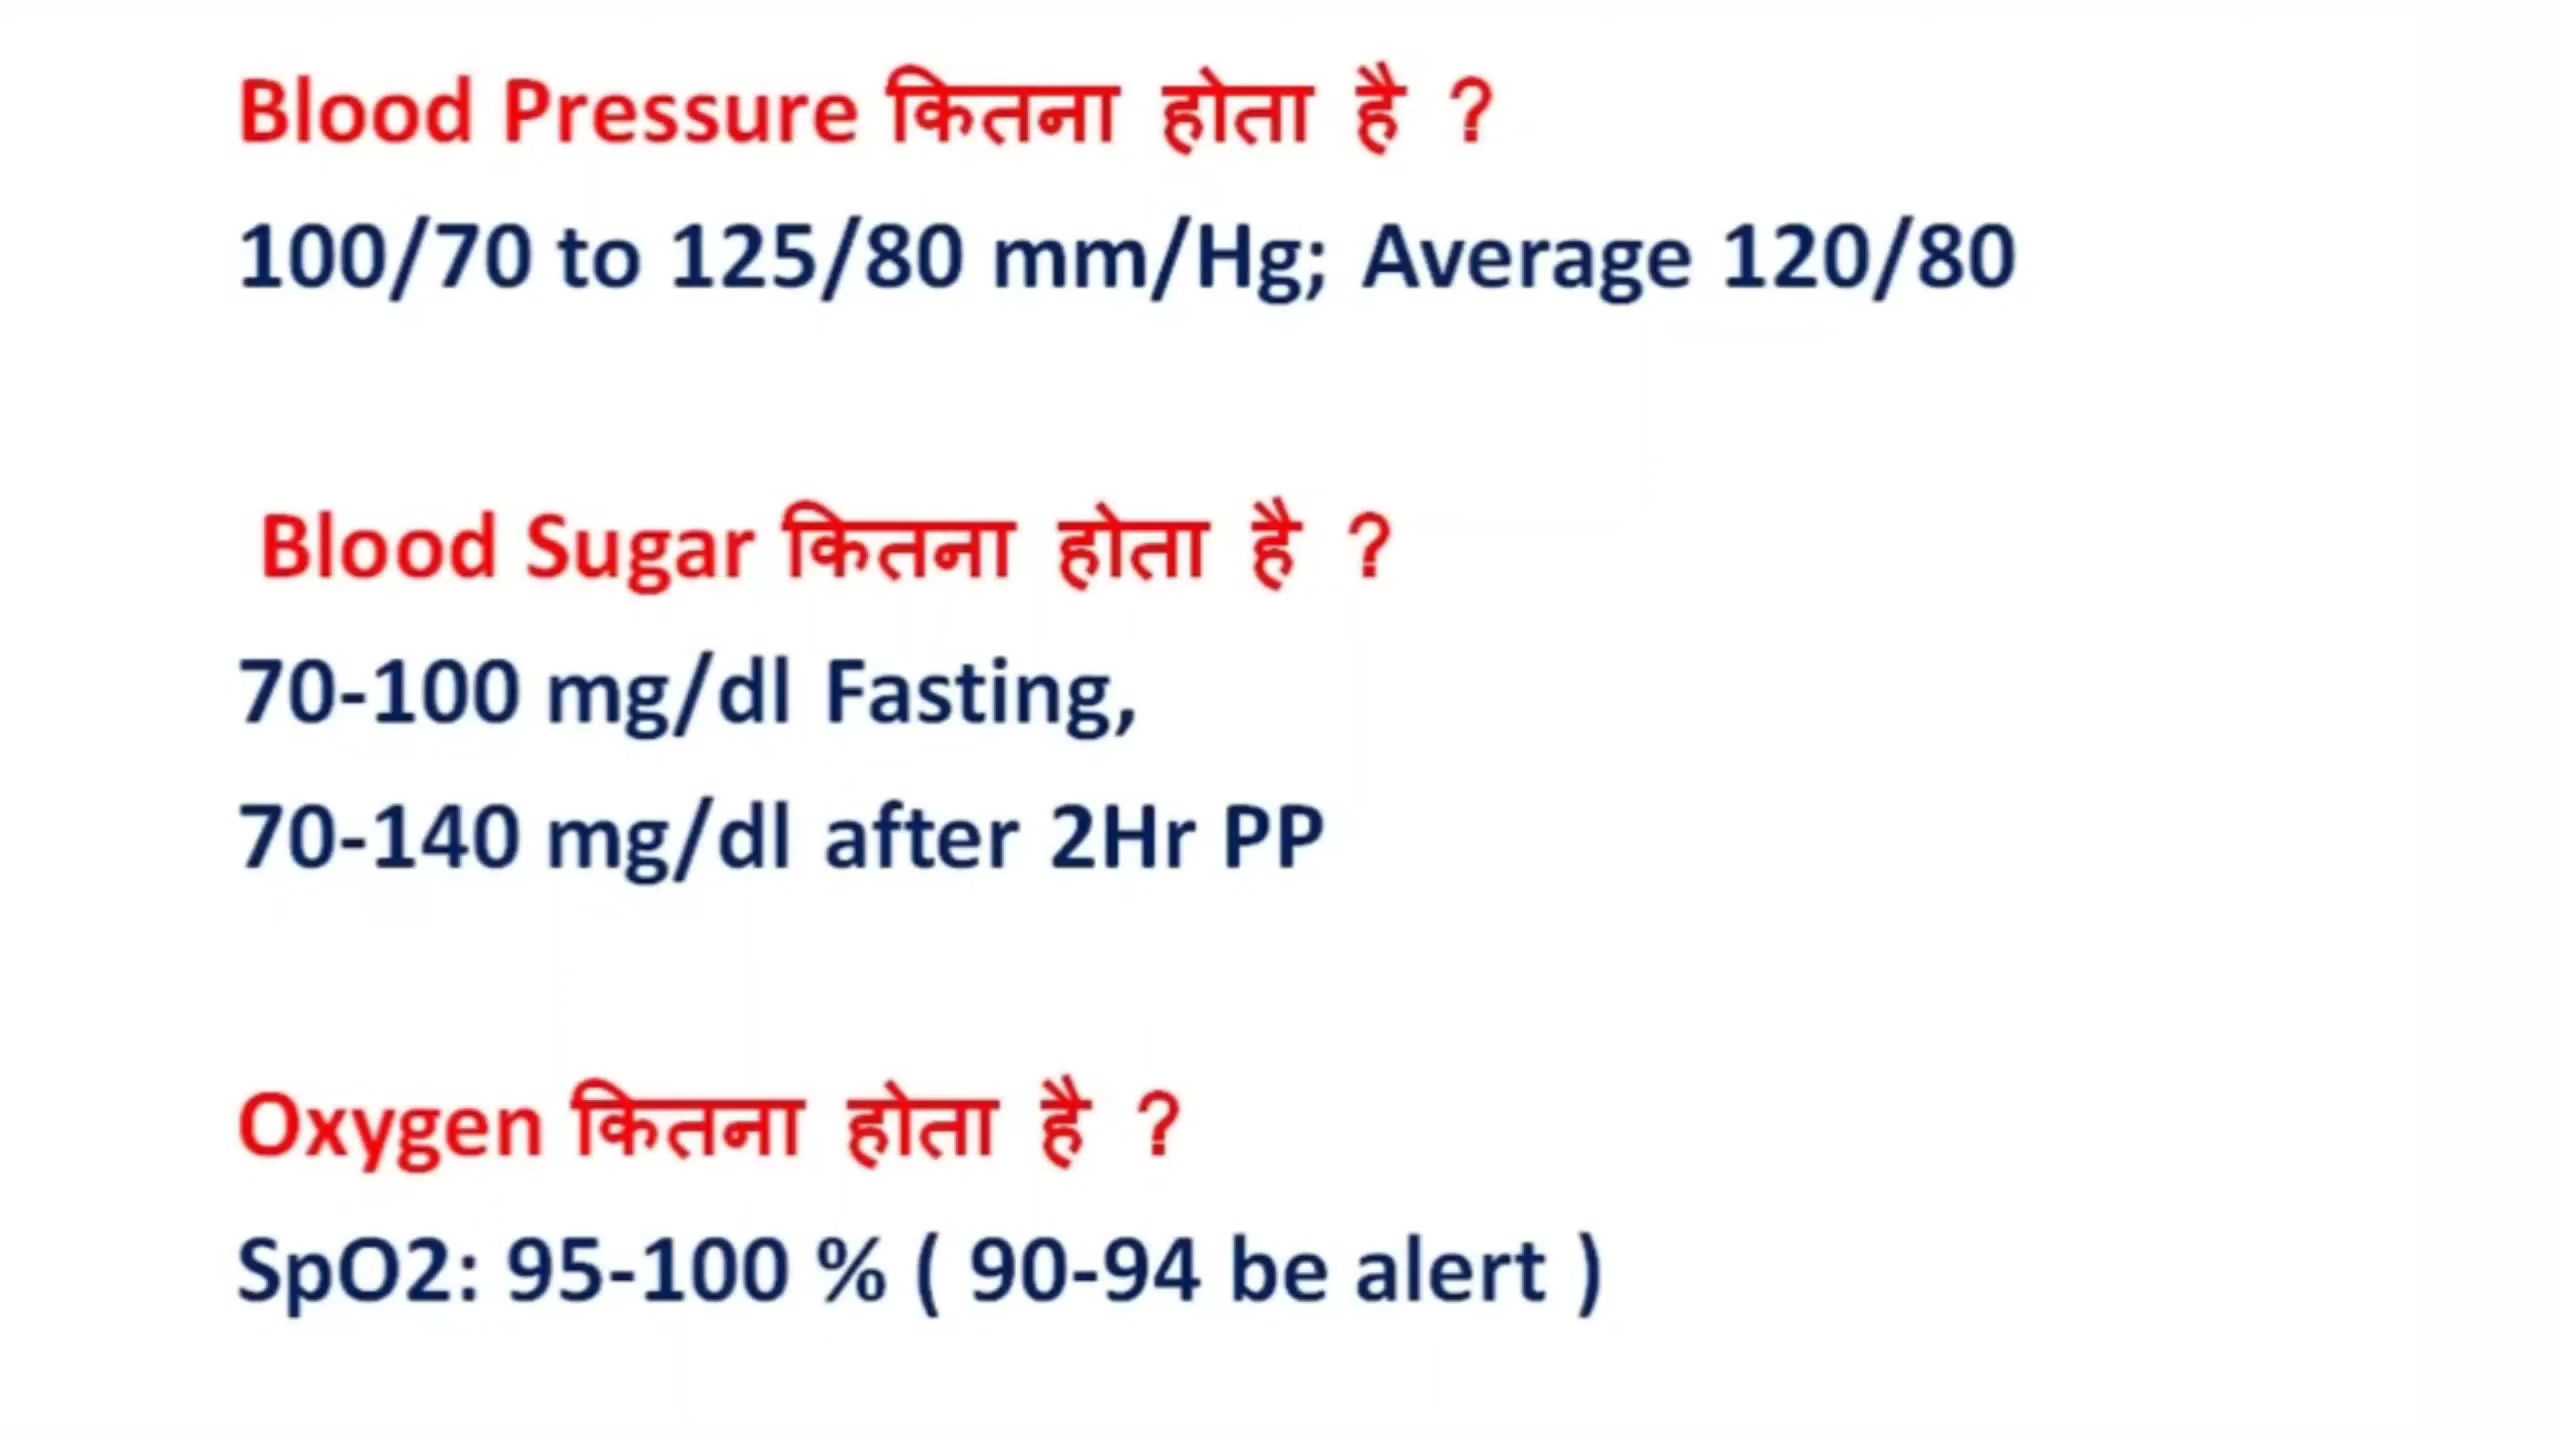 Blood Pressure कितना होता है ?
100/70 to 125/80 mm/Hg; Average 120/80
Blood Sugar कितना होता है ?
70-100 mg/dl Fasting,
70-140 mg/dl after 2Hr PP
Oxygen कितना होता है ?
SpO2: 95-100 % ( 90-94 be alert )